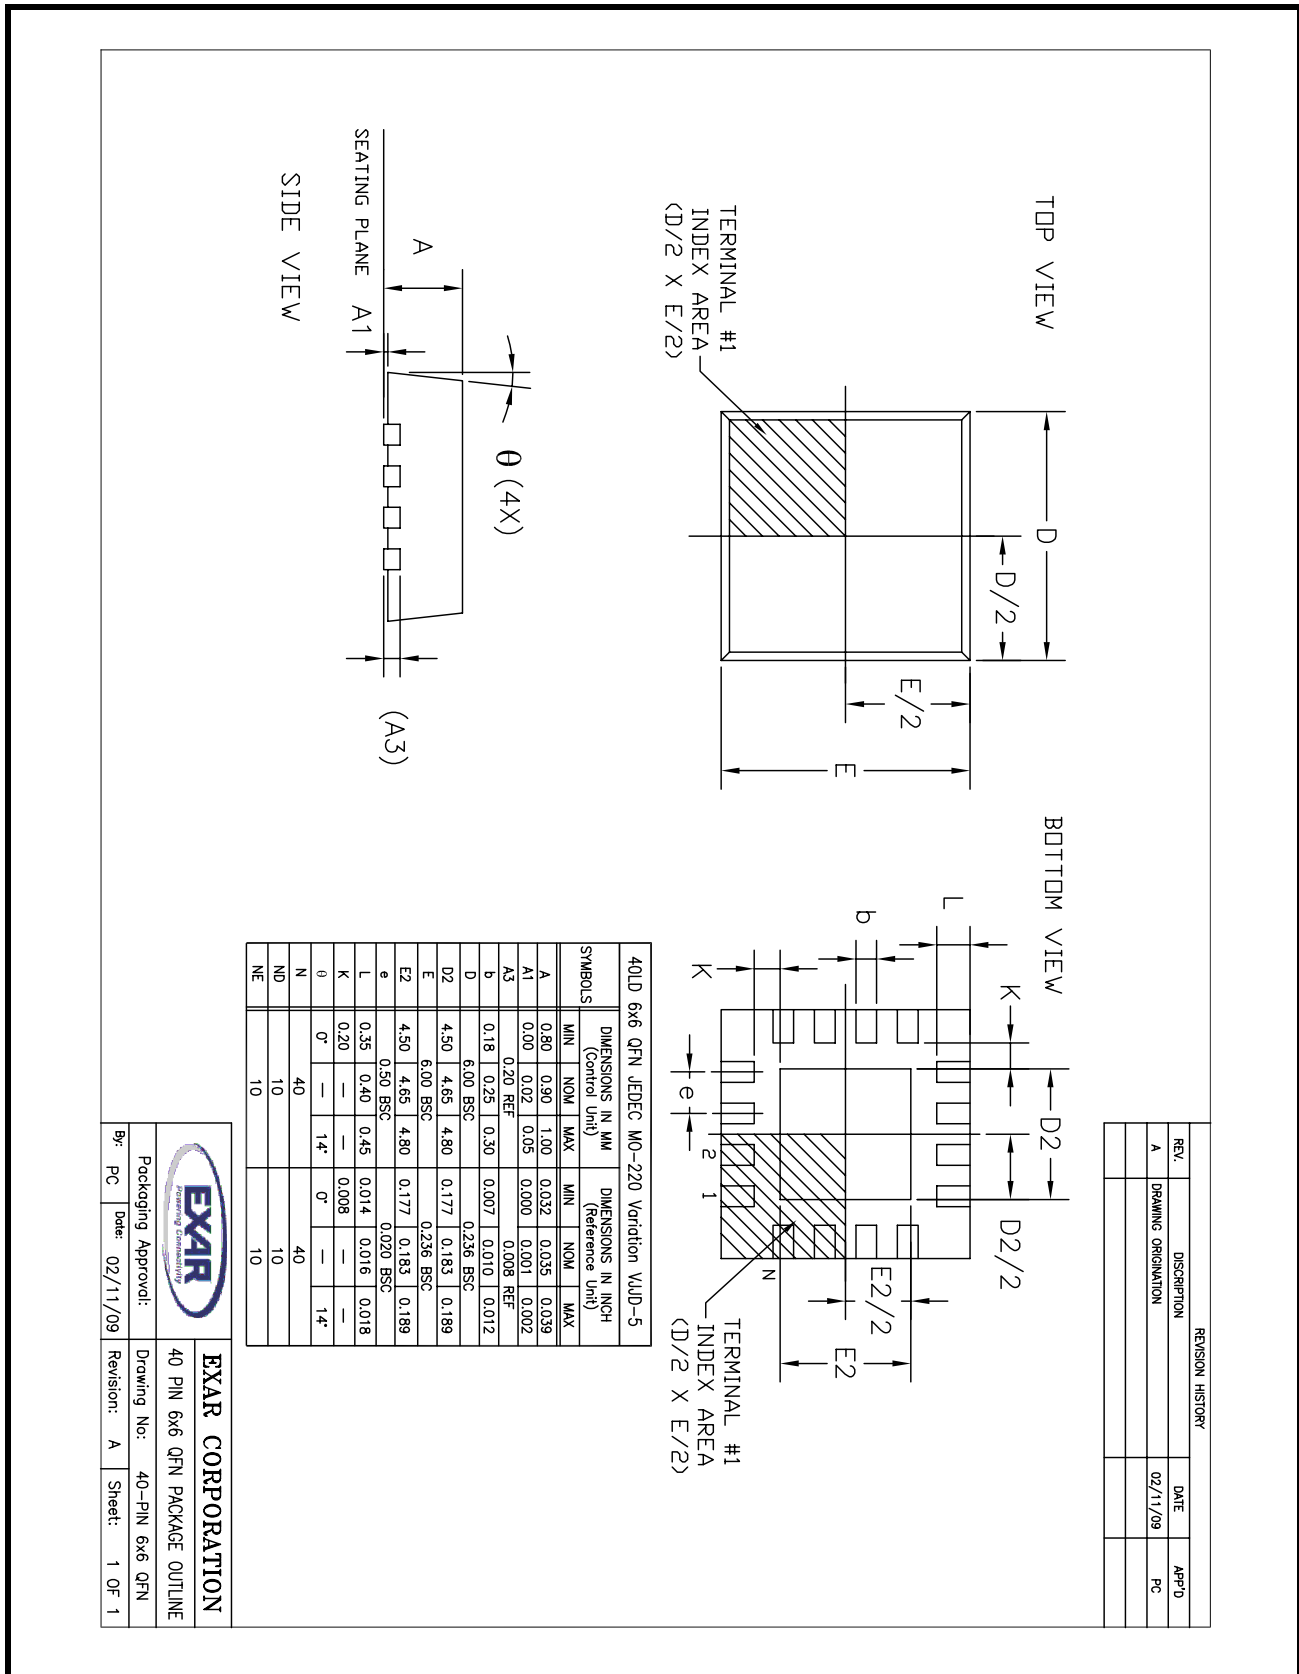 REVISION HISTORY
REV. DISCRIPTION DATE APP'D
A DRAWING ORIGINATION 02/11/09 PC
TOP VIEW
D
D/2
E/2
E
TERMINAL #1
INDEX AREA
(D/2 X E/2)
BOTTOM VIEW
L
b
K
K
D2
D2/2
E2/2
E2
e
2
1
N
TERMINAL #1
INDEX AREA
(D/2 X E/2)
A
θ (4X)
SEATING PLANE A1
(A3)
SIDE VIEW
40LD 6x6 QFN JEDEC MO-220 Variation VJJD-5
SYMBOLS DIMENSIONS IN MM (Control Unit) DIMENSIONS IN INCH (Reference Unit)
MIN NOM MAX MIN NOM MAX
A 0.80 0.90 1.00 0.032 0.035 0.039
A1 0.00 0.02 0.05 0.000 0.001 0.002
A3 0.20 REF 0.008 REF
b 0.18 0.25 0.30 0.007 0.010 0.012
D 6.00 BSC 0.236 BSC
D2 4.50 4.65 4.80 0.177 0.183 0.189
E 6.00 BSC 0.236 BSC
E2 4.50 4.65 4.80 0.177 0.183 0.189
e 0.50 BSC 0.020 BSC
L 0.35 0.40 0.45 0.014 0.016 0.018
K 0.20 — — 0.008 — —
θ 0° — 14° 0° — 14°
N 40 40
ND 10 10
NE 10 10
EXAR
Powering Connectivity
EXAR CORPORATION
40 PIN 6x6 QFN PACKAGE OUTLINE
Packaging Approval: Drawing No: 40-PIN 6x6 QFN
By: PC Date: 02/11/09 Revision: A Sheet: 1 OF 1